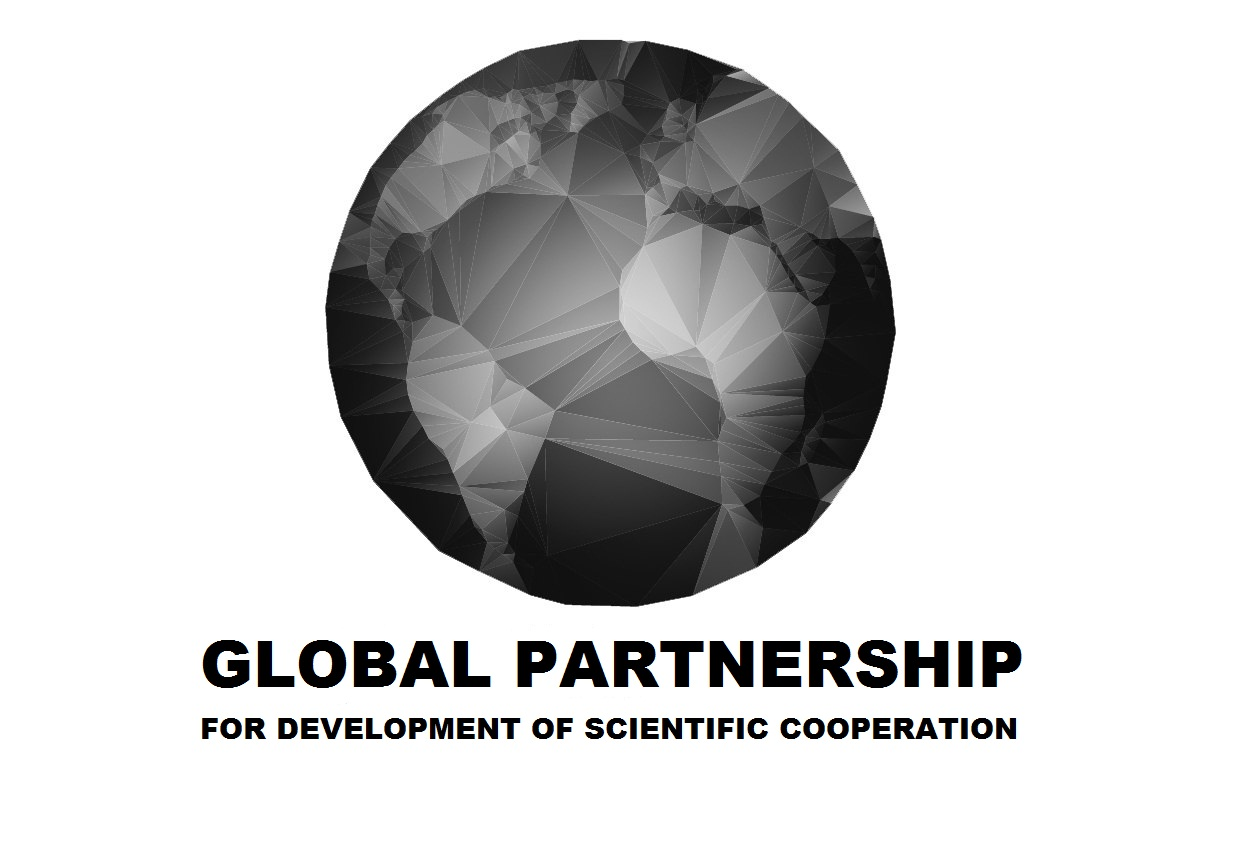 GLOBAL PARTNERSHIP
FOR DEVELOPMENT OF SCIENTIFIC COOPERATION